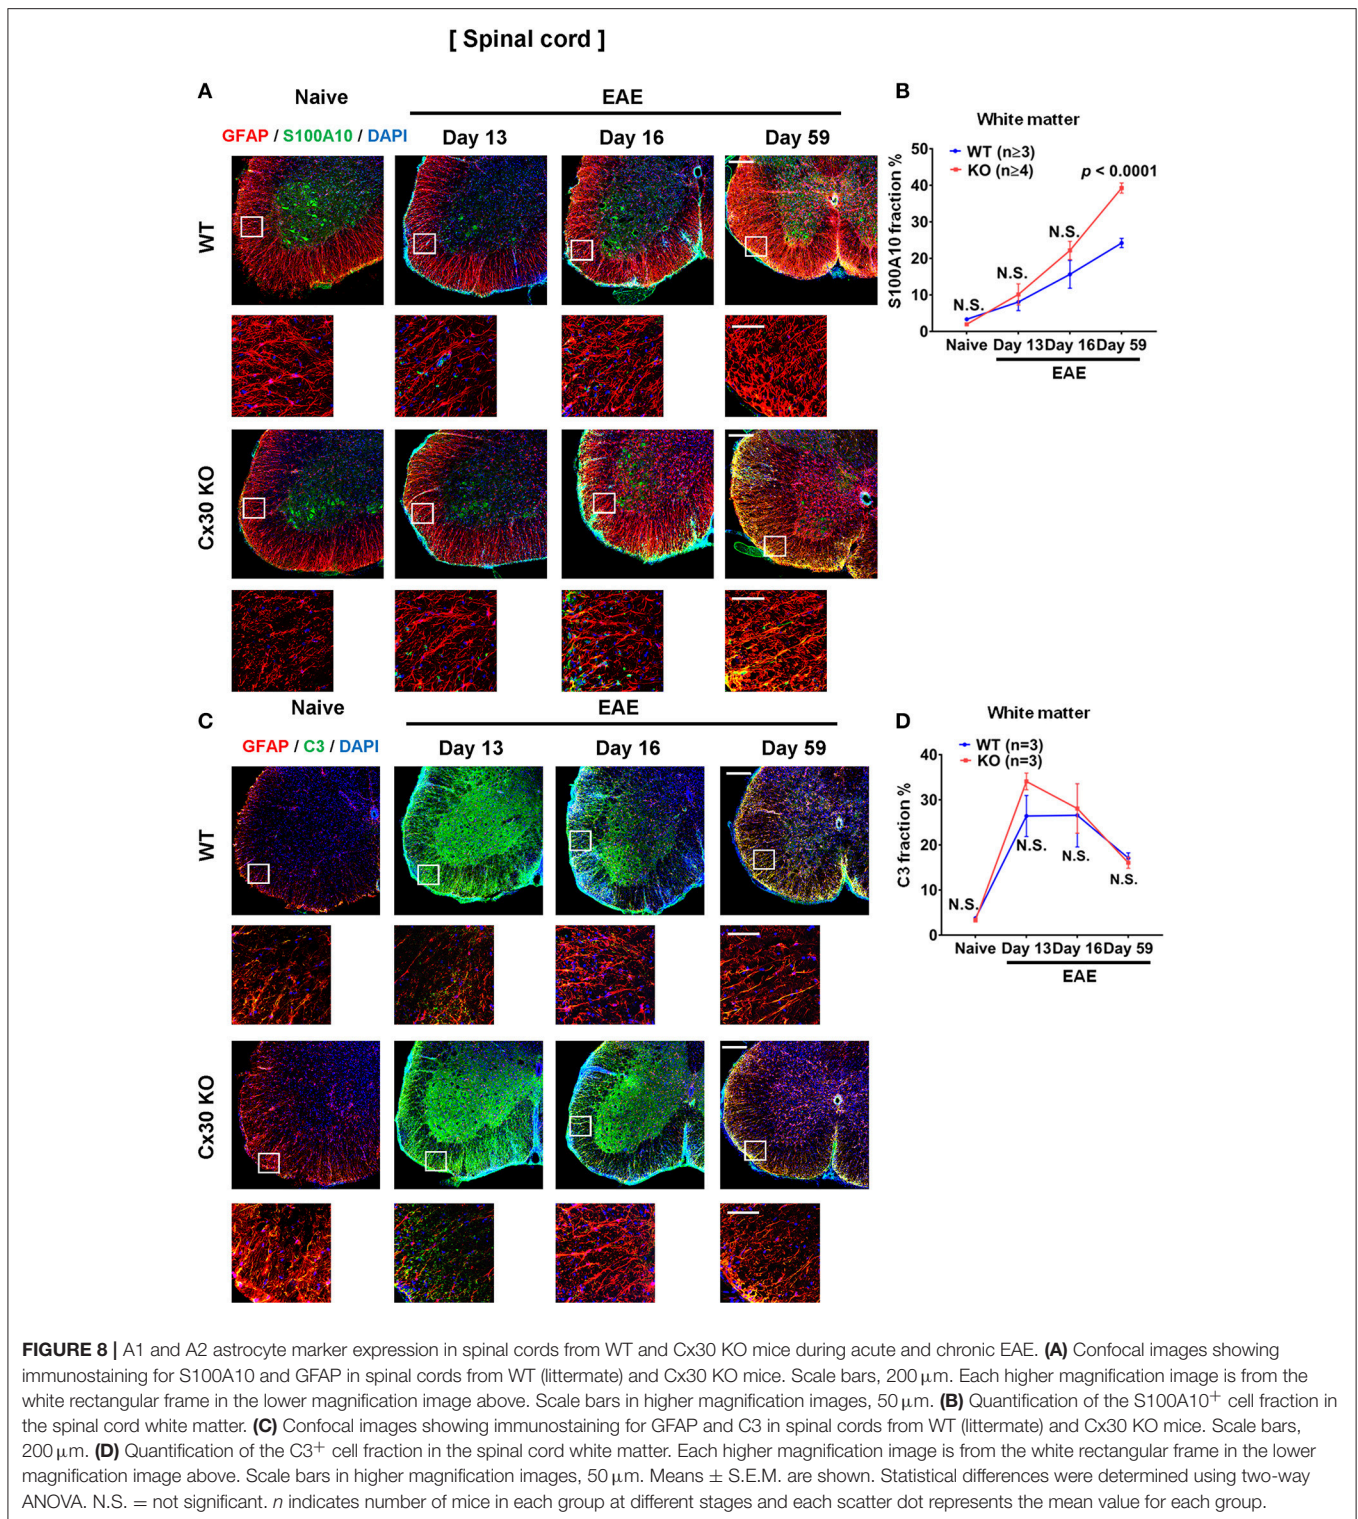 [ Spinal cord ]
A
Naive
EAE
GFAP / S100A10 / DAPI
Day 13
Day 16
Day 59
WT
Cx30 KO
B
White matter
WT (n≥3)
KO (n≥4)
S100A10 fraction %
50
40
30
20
10
0
N.S.
N.S.
N.S.
p < 0.0001
Naive
Day 13
Day 16
Day 59
EAE
C
Naive
EAE
GFAP / C3 / DAPI
Day 13
Day 16
Day 59
WT
Cx30 KO
D
White matter
WT (n=3)
KO (n=3)
C3 fraction %
40
30
20
10
0
N.S.
N.S.
N.S.
N.S.
Naive
Day 13
Day 16
Day 59
EAE
FIGURE 8 | A1 and A2 astrocyte marker expression in spinal cords from WT and Cx30 KO mice during acute and chronic EAE. (A) Confocal images showing
immunostaining for S100A10 and GFAP in spinal cords from WT (littermate) and Cx30 KO mice. Scale bars, 200 μm. Each higher magnification image is from the
white rectangular frame in the lower magnification image above. Scale bars in higher magnification images, 50 μm. (B) Quantification of the S100A10+ cell fraction in
the spinal cord white matter. (C) Confocal images showing immunostaining for GFAP and C3 in spinal cords from WT (littermate) and Cx30 KO mice. Scale bars,
200 μm. (D) Quantification of the C3+ cell fraction in the spinal cord white matter. Each higher magnification image is from the white rectangular frame in the lower
magnification image above. Scale bars in higher magnification images, 50 μm. Means ± S.E.M. are shown. Statistical differences were determined using two-way
ANOVA. N.S. = not significant. n indicates number of mice in each group at different stages and each scatter dot represents the mean value for each group.